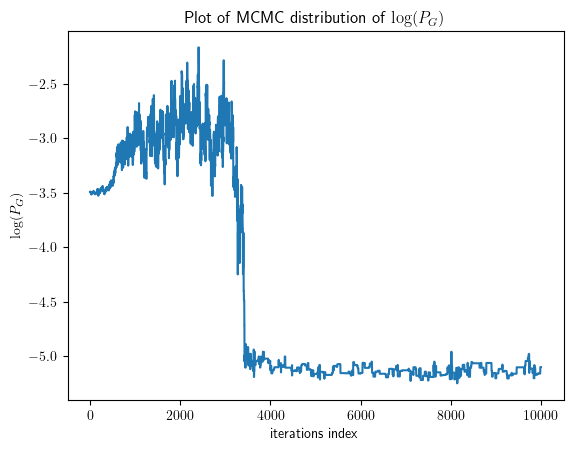 Plot of MCMC distribution of log(P_G)
log(P_G)
−2.5
−3.0
−3.5
−4.0
−4.5
−5.0
0 2000 4000 6000 8000 10000
iterations index